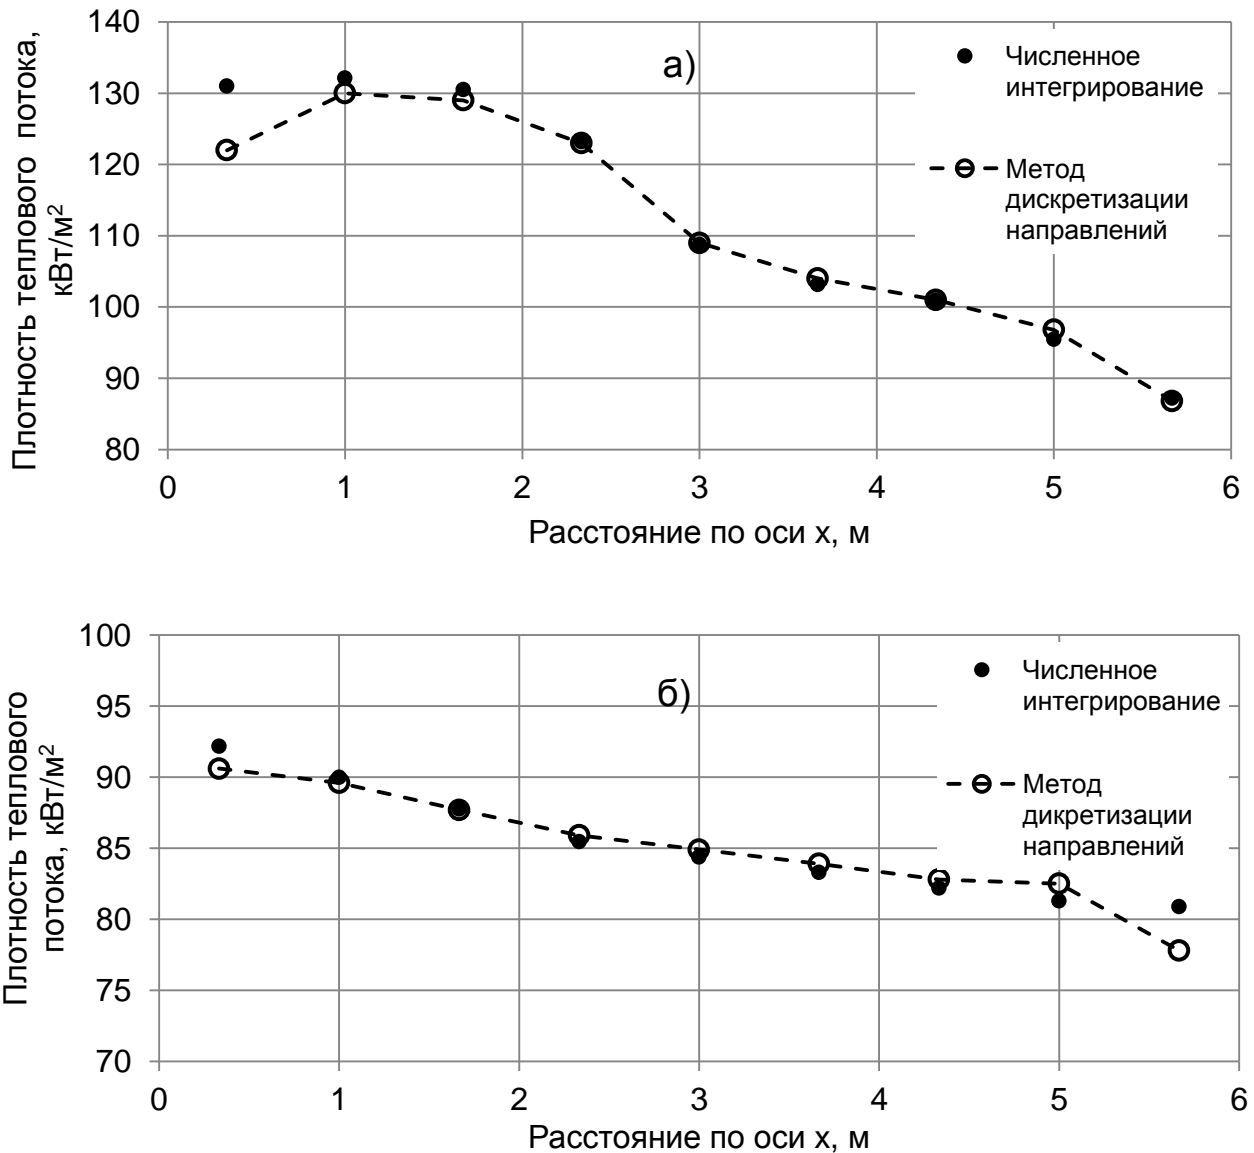 Плотность теплового потока,
кВт/м²
140
130
120
110
100
90
80
а)
Численное
интегрирование
Метод
дискретизации
направлений
0 1 2 3 4 5 6
Расстояние по оси x, м
Плотность теплового
потока, кВт/м²
100
95
90
85
80
75
70
б)
Численное
интегрирование
Метод
дикретизации
направлений
0 1 2 3 4 5 6
Расстояние по оси x, м